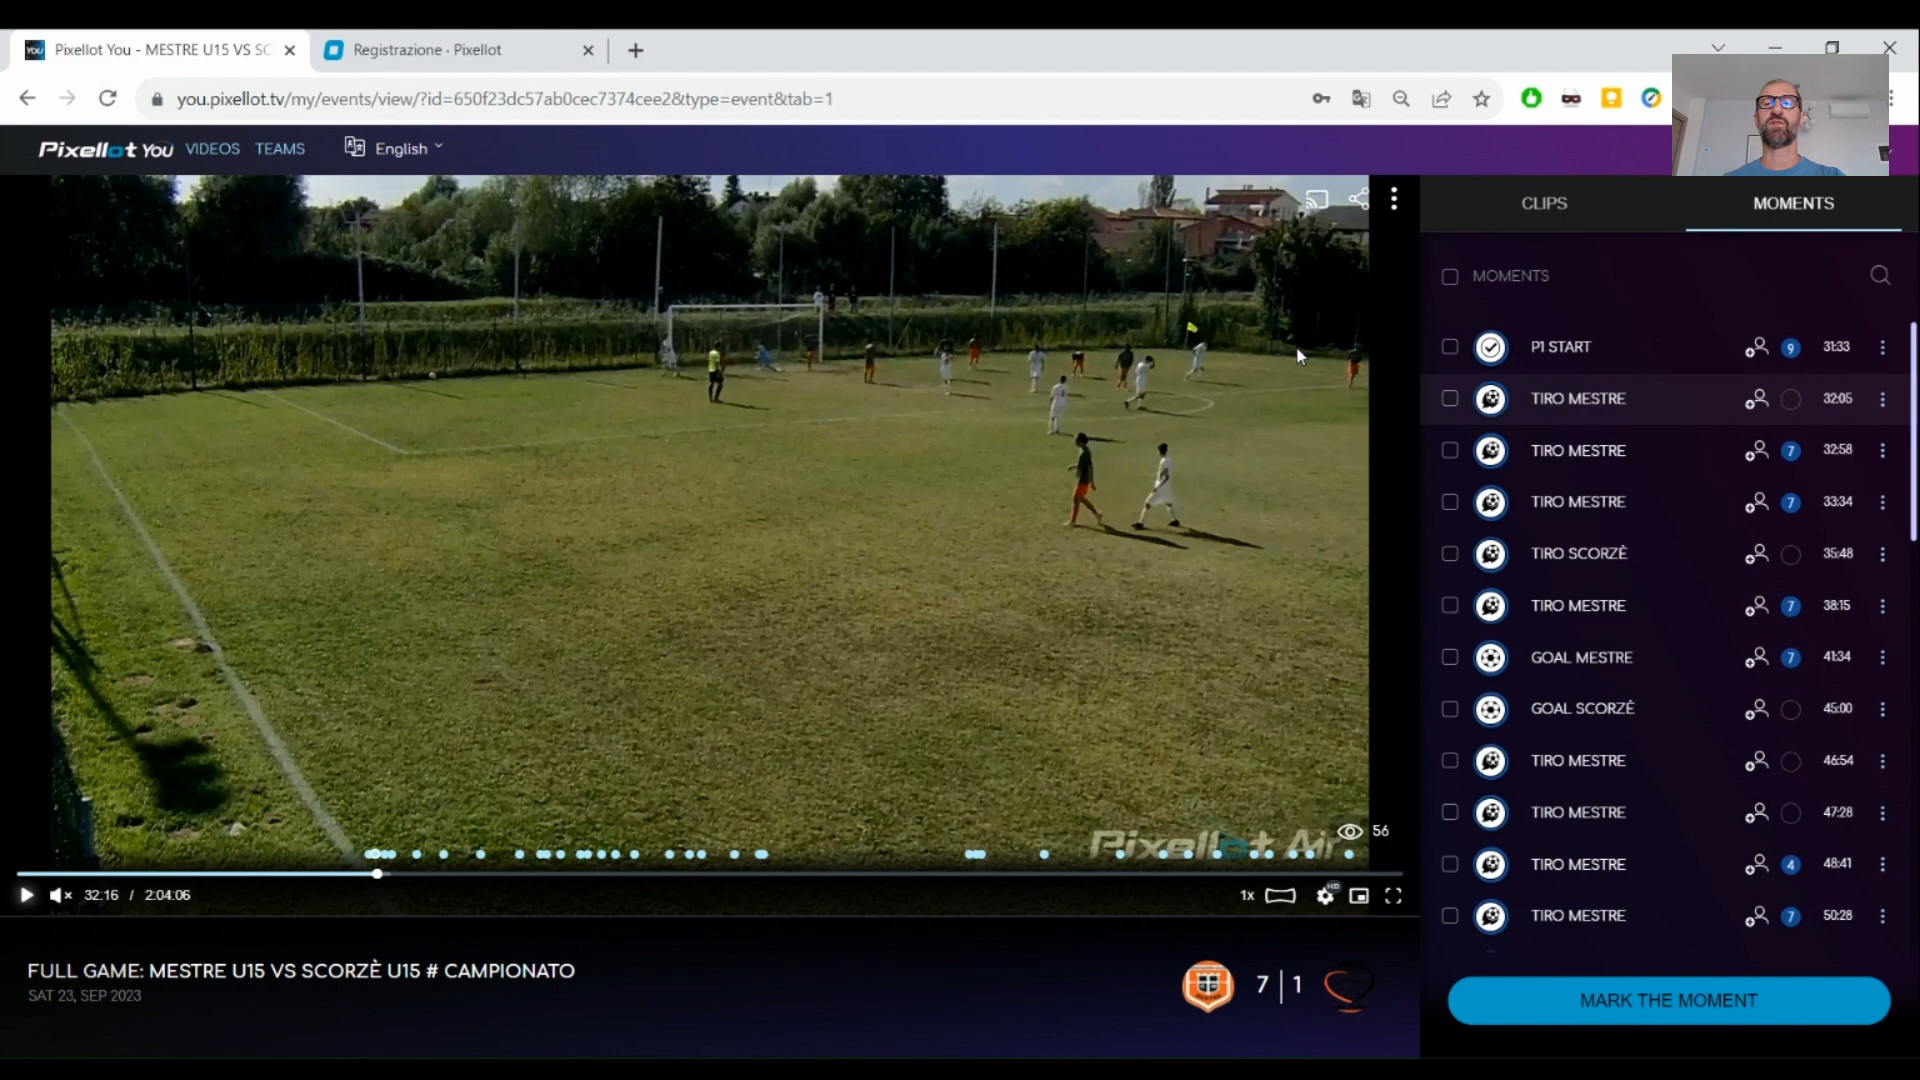 Pixellot You - MESTRE U15 VS SC
Registrazione · Pixellot
you.pixellot.tv/my/events/view/?id=650f23dc57ab0cec7374cee2&type=event&tab=1
Pixellot You VIDEOS TEAMS English
CLIPS MOMENTS
MOMENTS
P1 START 9 31:33
TIRO MESTRE 32:05
TIRO MESTRE 7 32:58
TIRO MESTRE 7 33:34
TIRO SCORZÈ 35:48
TIRO MESTRE 7 38:15
GOAL MESTRE 7 41:34
GOAL SCORZÈ 45:00
TIRO MESTRE 46:54
TIRO MESTRE 47:28
TIRO MESTRE 4 48:41
TIRO MESTRE 7 50:28
MARK THE MOMENT
Pixellot Air
56
32:16 / 2:04:06
1x HD
FULL GAME: MESTRE U15 VS SCORZÈ U15 # CAMPIONATO
SAT 23, SEP 2023
7 | 1